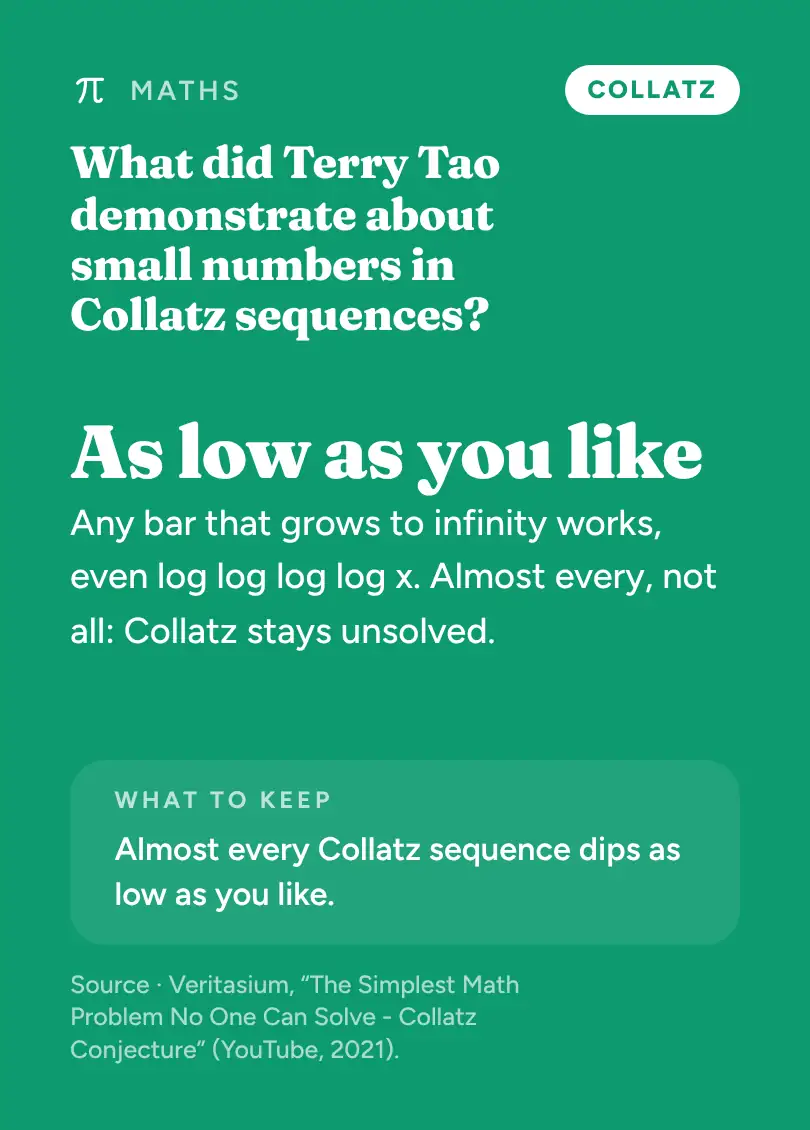 π MATHS
COLLATZ
What did Terry Tao
demonstrate about
small numbers in
Collatz sequences?
As low as you like
Any bar that grows to infinity works,
even log log log log x. Almost every, not
all: Collatz stays unsolved.
WHAT TO KEEP
Almost every Collatz sequence dips as
low as you like.
Source · Veritasium, “The Simplest Math
Problem No One Can Solve - Collatz
Conjecture” (YouTube, 2021).